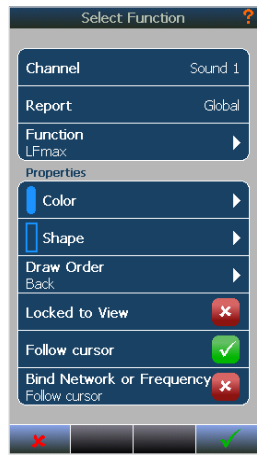 Select Function ?
Channel Sound 1
Report Global
Function
LFmax
Properties
Color
Shape
Draw Order
Back
Locked to View
Follow cursor
Bind Network or Frequency
Follow cursor